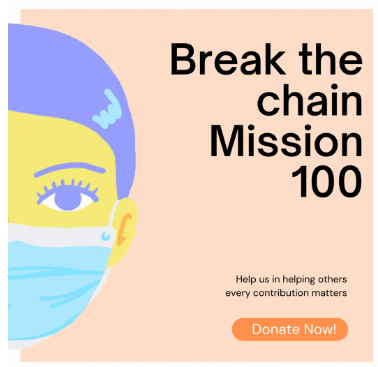 Break the
chain
Mission
100
Help us in helping others
every contribution matters
Donate Now!